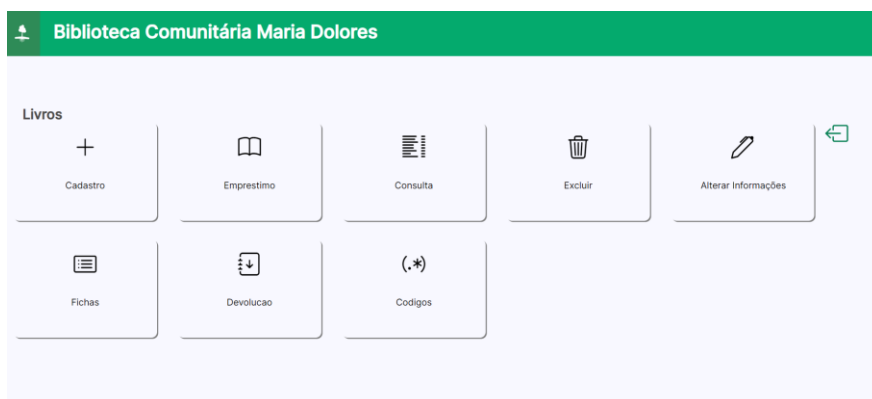 Biblioteca Comunitária Maria Dolores
Livros
Cadastro
Emprestimo
Consulta
Excluir
Alterar Informações
Fichas
Devolucao
(.*)
Codigos